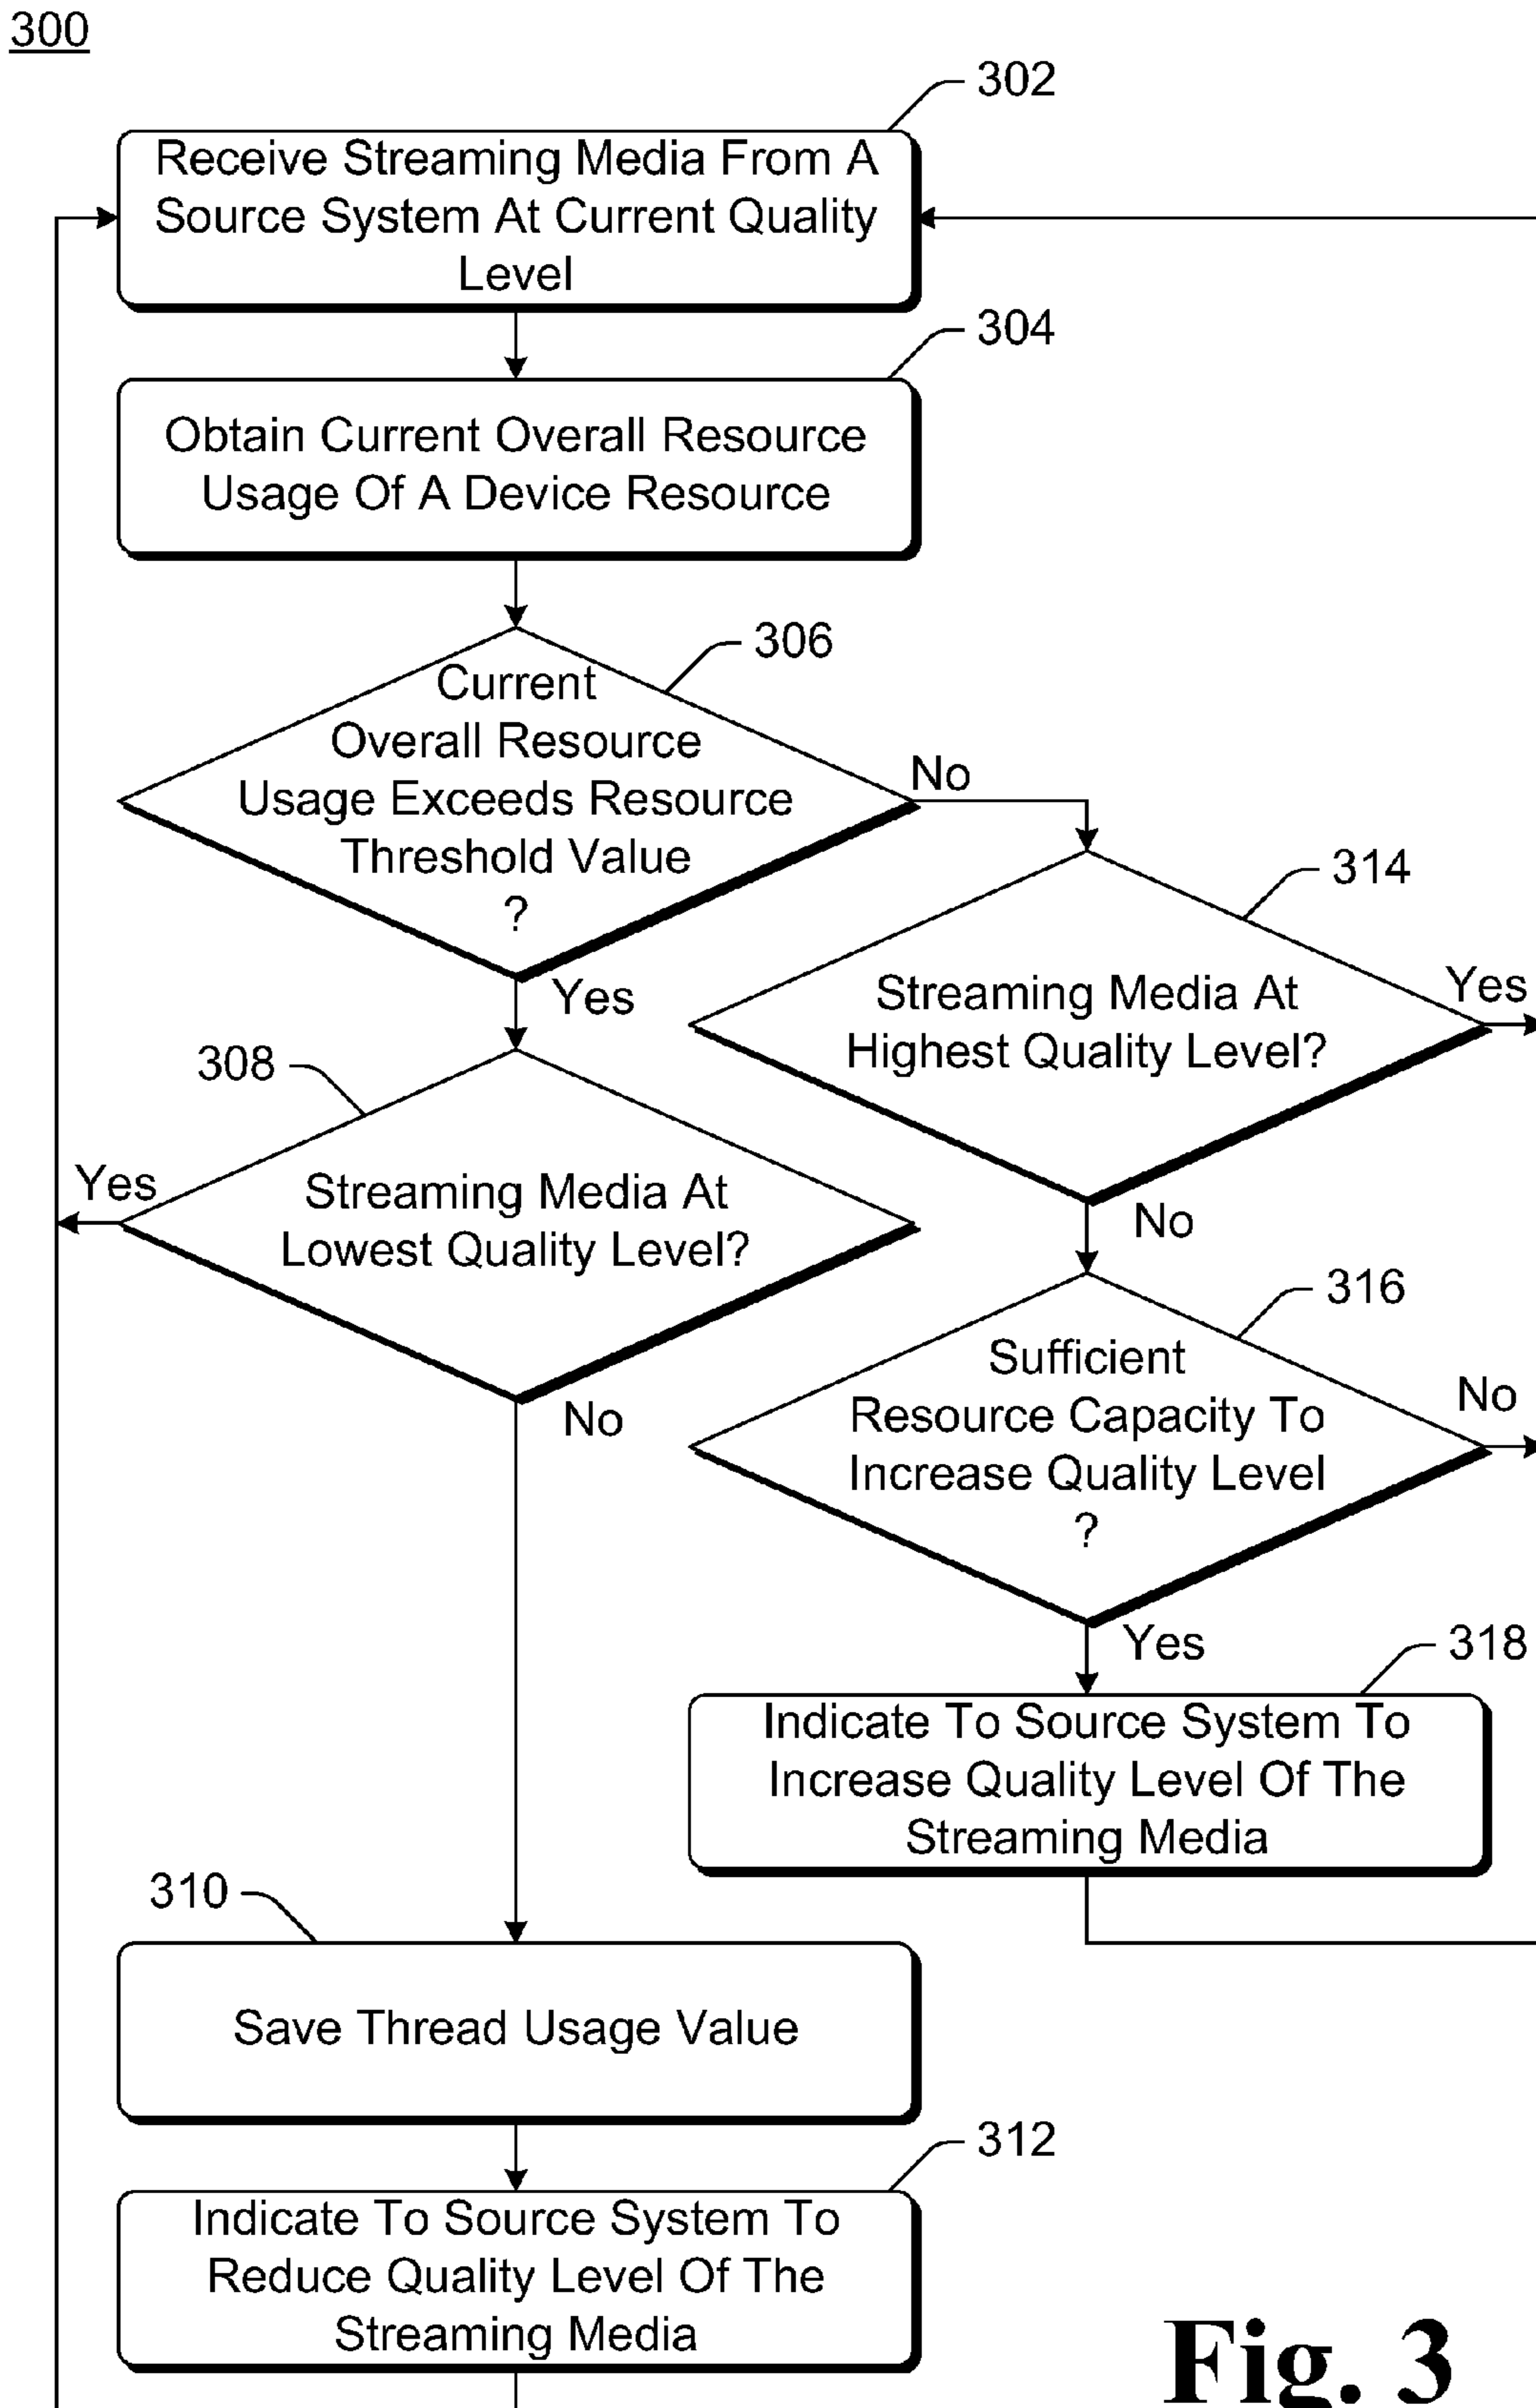 300
302
Receive Streaming Media From A
Source System At Current Quality
Level
304
Obtain Current Overall Resource
Usage Of A Device Resource
306
Current
Overall Resource
Usage Exceeds Resource
Threshold Value
?
No
Yes
314
Streaming Media At
Highest Quality Level?
Yes
No
308
Streaming Media At
Lowest Quality Level?
Yes
No
316
Sufficient
Resource Capacity To
Increase Quality Level
?
No
Yes
318
Indicate To Source System To
Increase Quality Level Of The
Streaming Media
310
Save Thread Usage Value
312
Indicate To Source System To
Reduce Quality Level Of The
Streaming Media
Fig. 3